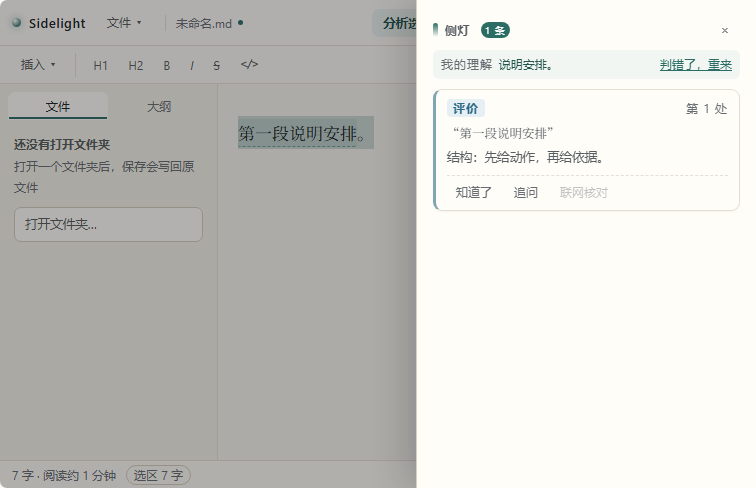 Sidelight 文件 未命名.md 分析选
插入 H1 H2 B I S </>
文件 大纲
还没有打开文件夹
打开一个文件夹后，保存会写回原
文件
打开文件夹...
第一段说明安排。
7 字 · 阅读约 1 分钟 选区 7 字
侧灯 1 条 ×
我的理解 说明安排。 判错了，重来
评价 第 1 处
“第一段说明安排”
结构：先给动作，再给依据。
知道了 追问 联网核对